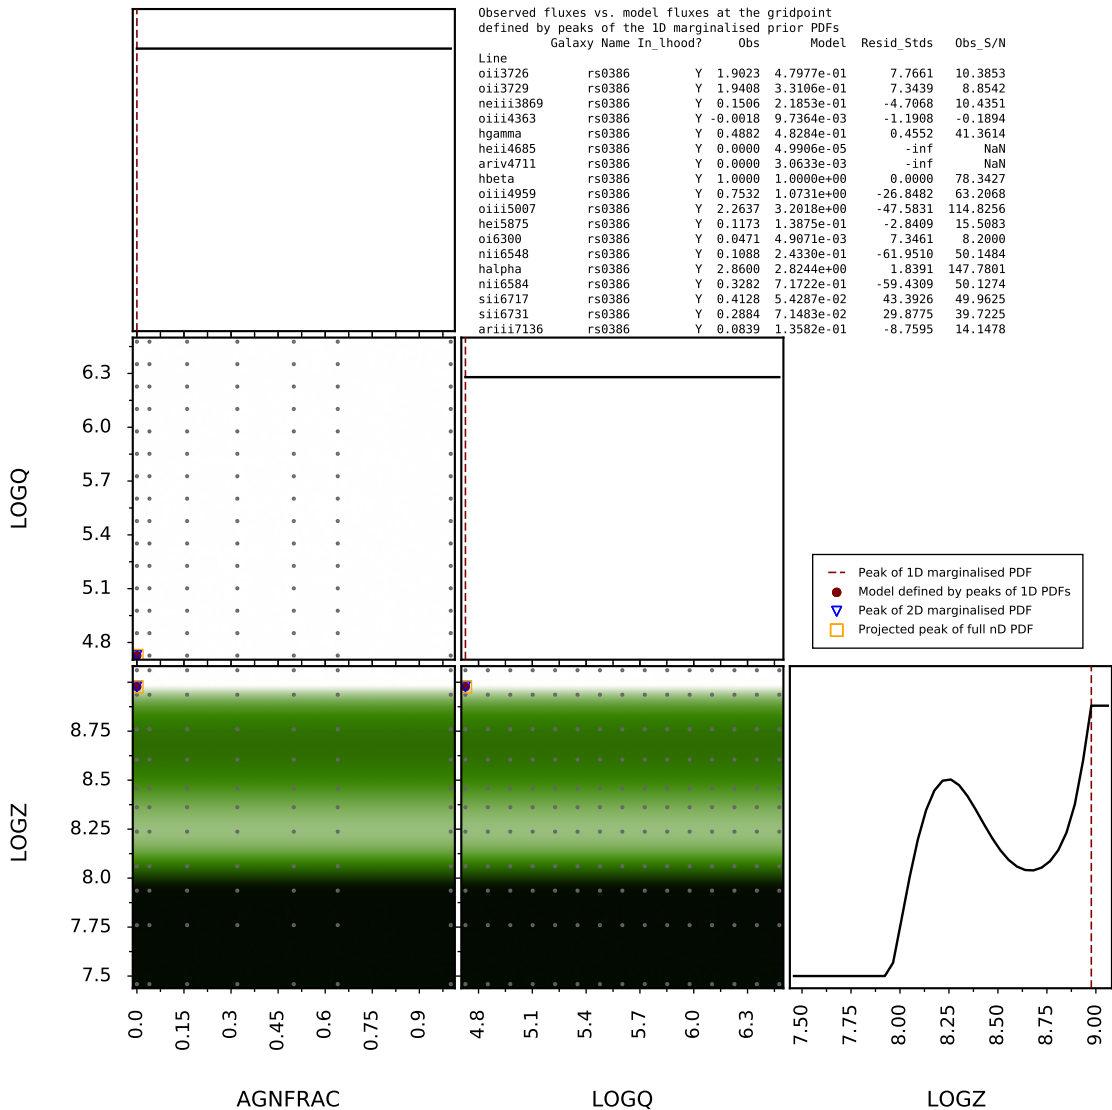 Observed fluxes vs. model fluxes at the gridpoint
defined by peaks of the 1D marginalised prior PDFs
Galaxy Name In_lhood? Obs Model Resid_Stds Obs_S/N
Line
oii3726 rs0386 Y 1.9023 4.7977e-01 7.7661 10.3853
oii3729 rs0386 Y 1.9408 3.3106e-01 7.3439 8.8542
neiii3869 rs0386 Y 0.1506 2.1853e-01 -4.7068 10.4351
oiii4363 rs0386 Y -0.0018 9.7364e-03 -1.1908 -0.1894
hgamma rs0386 Y 0.4882 4.8284e-01 0.4552 41.3614
heii4685 rs0386 Y 0.0000 4.9906e-05 -inf NaN
ariv4711 rs0386 Y 0.0000 3.0633e-03 -inf NaN
hbeta rs0386 Y 1.0000 1.0000e+00 0.0000 78.3427
oiii4959 rs0386 Y 0.7532 1.0731e+00 -26.8482 63.2068
oiii5007 rs0386 Y 2.2637 3.2018e+00 -47.5831 114.8256
hei5875 rs0386 Y 0.1173 1.3875e-01 -2.8409 15.5083
oi6300 rs0386 Y 0.0471 4.9071e-03 7.3461 8.2000
nii6548 rs0386 Y 0.1088 2.4330e-01 -61.9510 50.1484
halpha rs0386 Y 2.8600 2.8244e+00 1.8391 147.7801
nii6584 rs0386 Y 0.3282 7.1722e-01 -59.4309 50.1274
sii6717 rs0386 Y 0.4128 5.4287e-02 43.3926 49.9625
sii6731 rs0386 Y 0.2884 7.1483e-02 29.8775 39.7225
ariii7136 rs0386 Y 0.0839 1.3582e-01 -8.7595 14.1478
LOGQ
6.3
6.0
5.7
5.4
5.1
4.8
Peak of 1D marginalised PDF
Model defined by peaks of 1D PDFs
Peak of 2D marginalised PDF
Projected peak of full nD PDF
LOGZ
8.75
8.5
8.25
8.0
7.75
7.5
0.0 0.15 0.3 0.45 0.6 0.75 0.9
4.8 5.1 5.4 5.7 6.0 6.3
7.50 7.75 8.00 8.25 8.50 8.75 9.00
AGNFRAC LOGQ LOGZ